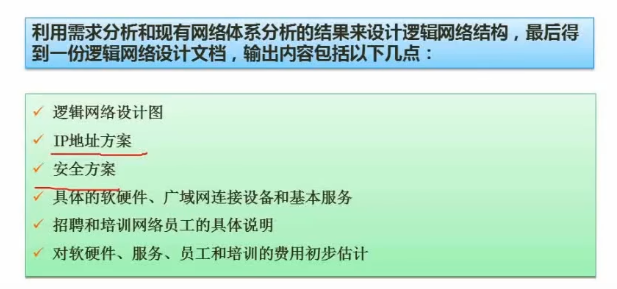 利用需求分析和现有网络体系分析的结果来设计逻辑网络结构，最后得
到一份逻辑网络设计文档，输出内容包括以下几点：
逻辑网络设计图
IP地址方案
安全方案
具体的软硬件、广域网连接设备和基本服务
招聘和培训网络员工的具体说明
对软硬件、服务、员工和培训的费用初步估计